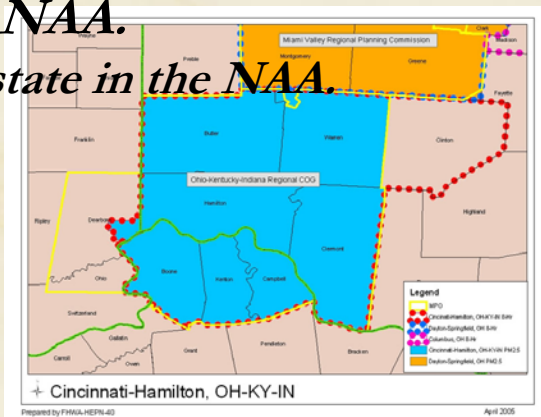 NAA.
state in the NAA.
Preble
Miami Valley Regional Planning Commission
Montgomery
Greene
Clark
Madison
Fayette
Franklin
Butler
Warren
Clinton
Ohio-Kentucky-Indiana Regional COG
Hamilton
Highland
Ripley
Dearborn
Clermont
Ohio
Boone
Kenton
Campbell
Switzerland
Gallatin
Carroll
Owen
Grant
Pendleton
Bracken
Legend
MPO
Cincinnati-Hamilton, OH-KY-IN 8-Hr
Dayton-Springfield, OH 8-Hr
Columbus, OH 8-Hr
Cincinnati-Hamilton, OH-KY-IN PM2.5
Dayton-Springfield, OH PM2.5
Cincinnati-Hamilton, OH-KY-IN
Prepared by FHWA-HEPN-40
April 2005